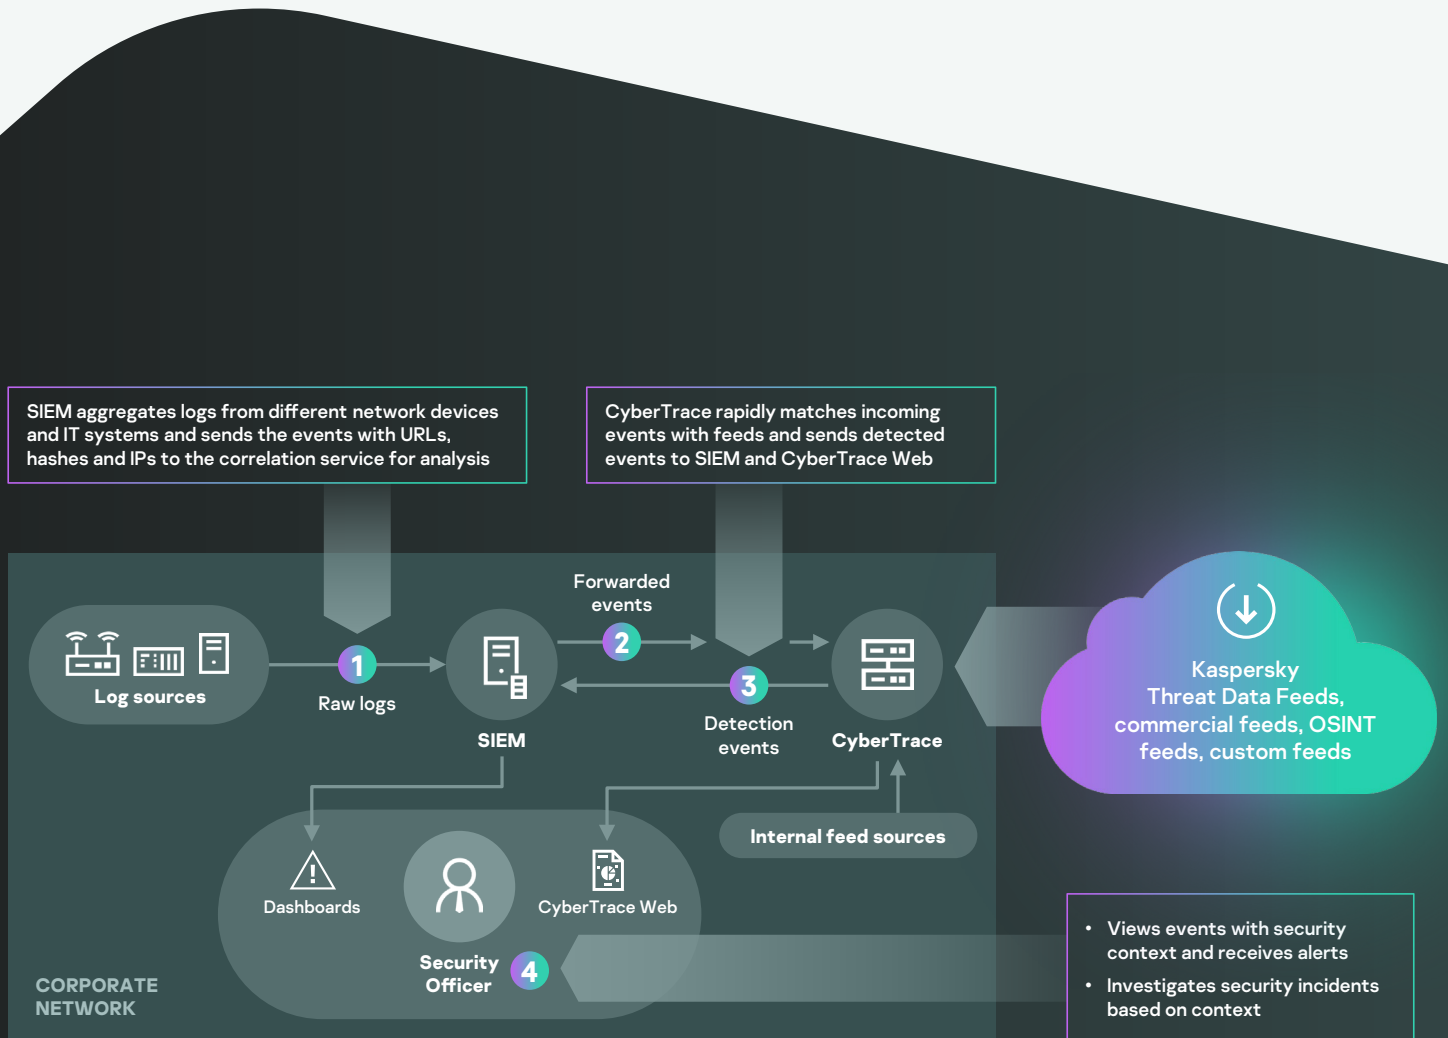 SIEM aggregates logs from different network devices
and IT systems and sends the events with URLs,
hashes and IPs to the correlation service for analysis
CyberTrace rapidly matches incoming
events with feeds and sends detected
events to SIEM and CyberTrace Web
Forwarded
events
Log sources
1
Raw logs
SIEM
2
3
Detection
events
CyberTrace
Kaspersky
Threat Data Feeds,
commercial feeds, OSINT
feeds, custom feeds
Internal feed sources
Dashboards
CyberTrace Web
Security
Officer
4
CORPORATE
NETWORK
• Views events with security
context and receives alerts
• Investigates security incidents
based on context